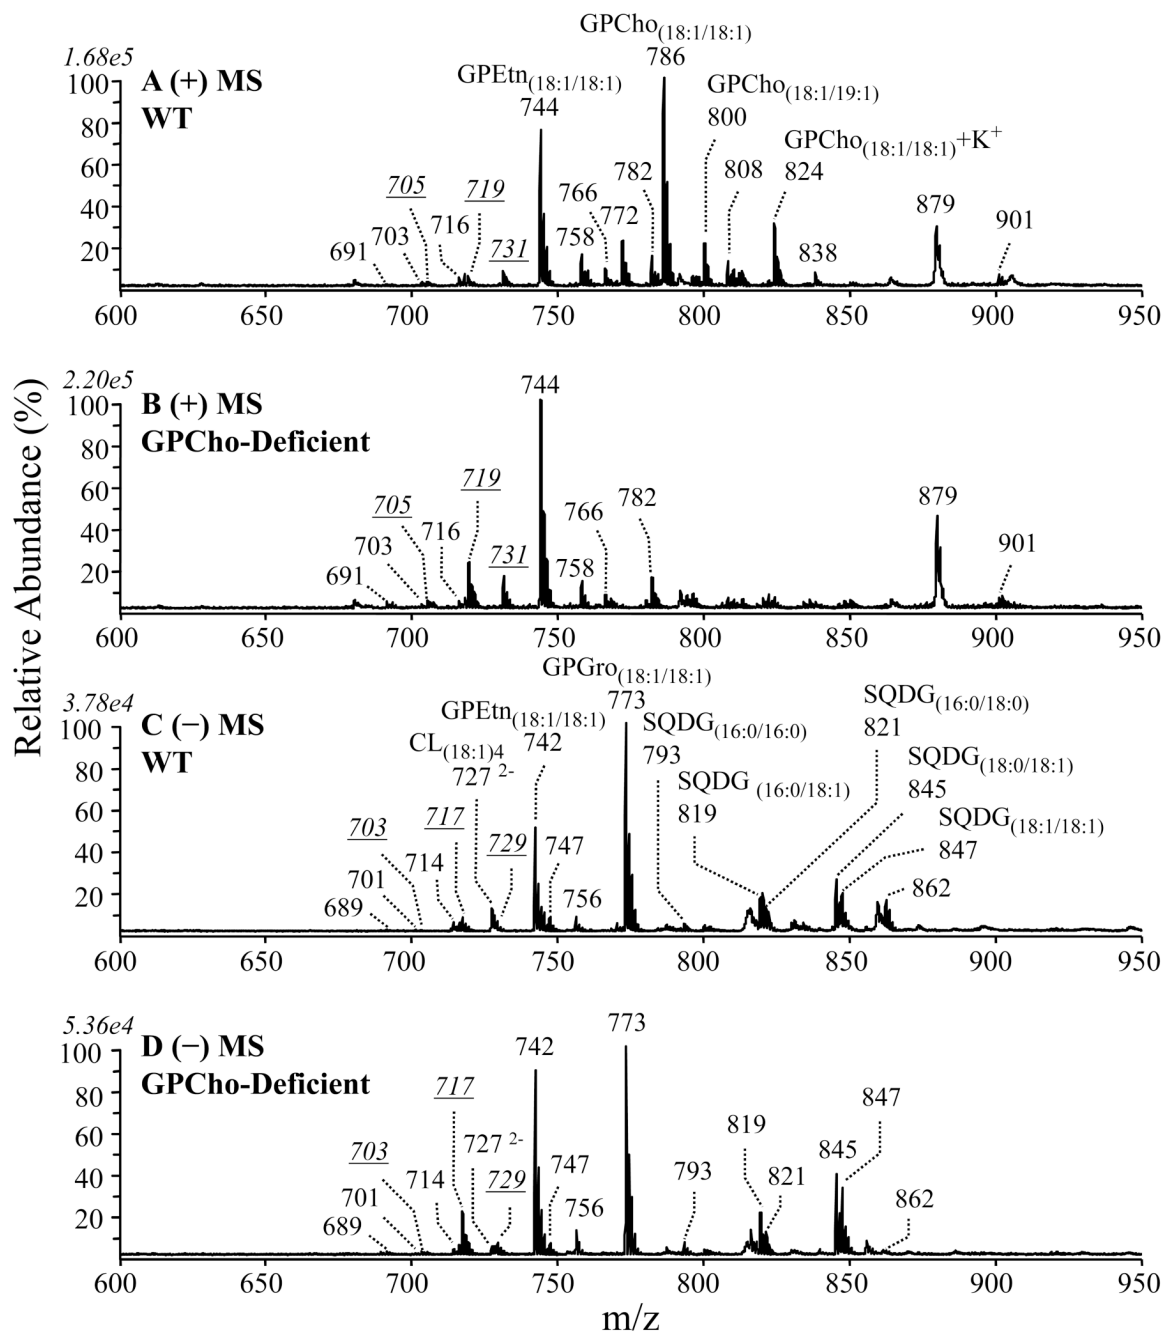 Relative Abundance (%)
1.68e5
A (+) MS
WT
100
80
60
40
20
GPCho(18:1/18:1)
786
GPEtn(18:1/18:1)
744
GPCho(18:1/19:1)
800
GPCho(18:1/18:1)+K+
824
691
703
705
716
719
731
758
766
772
782
808
838
879
901
600 650 700 750 800 850 900 950
2.20e5
B (+) MS
GPCho-Deficient
100
80
60
40
20
691
703
705
716
719
731
744
758
766
782
879
901
600 650 700 750 800 850 900 950
3.78e4
C (−) MS
WT
100
80
60
40
20
GPGro(18:1/18:1)
773
GPEtn(18:1/18:1)
742
CL(18:1)4
727 2-
SQDG(16:0/16:0)
793
SQDG (16:0/18:1)
819
SQDG(16:0/18:0)
821
SQDG(18:0/18:1)
845
SQDG(18:1/18:1)
847
689
701
703
714
717
729
747
756
862
600 650 700 750 800 850 900 950
5.36e4
D (−) MS
GPCho-Deficient
100
80
60
40
20
689
701
703
714
717
727 2-
729
742
747
756
773
793
819
821
845
847
862
600 650 700 750 800 850 900 950
m/z